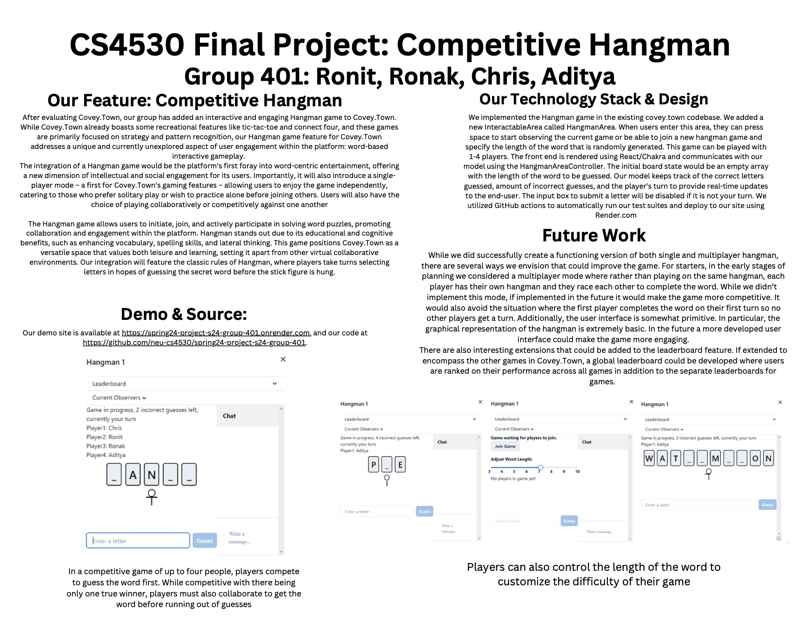 CS4530 Final Project: Competitive Hangman
Group 401: Ronit, Ronak, Chris, Aditya
Our Feature: Competitive Hangman
After evaluating Covey.Town, our group has added an interactive and engaging Hangman game to Covey.Town.
While Covey.Town already boasts some recreational features like tic-tac-toe and connect four, and these games
are primarily focused on strategy and pattern recognition, our Hangman game feature for Covey.Town
addresses a unique and currently unexplored aspect of user engagement within the platform: word-based
interactive gameplay.
The integration of a Hangman game would be the platform's first foray into word-centric entertainment, offering
a new dimension of intellectual and social engagement for its users. Importantly, it will also introduce a single-
player mode – a first for Covey.Town's gaming features – allowing users to enjoy the game independently,
catering to those who prefer solitary play or wish to practice alone before joining others. Users will also have the
choice of playing collaboratively or competitively against one another
The Hangman game allows users to initiate, join, and actively participate in solving word puzzles, promoting
collaboration and engagement within the platform. Hangman stands out due to its educational and cognitive
benefits, such as enhancing vocabulary, spelling skills, and lateral thinking. This game positions Covey.Town as a
versatile space that values both leisure and learning, setting it apart from other virtual collaborative
environments. Our integration will feature the classic rules of Hangman, where players take turns selecting
letters in hopes of guessing the secret word before the stick figure is hung.
Demo & Source:
Our demo site is available at https://spring24-project-s24-group-401.onrender.com, and our code at
https://github.com/neu-cs4530/spring24-project-s24-group-401.
Hangman 1
Leaderboard
Current Observers
Game in progress, 2 incorrect guesses left,
currently your turn
Player1: Chris
Player2: Ronit
Player3: Ronak
Player4: Aditya
_ A N _ _
Chat
Enter a letter
Guess
Write a
message...
In a competitive game of up to four people, players compete
to guess the word first. While competitive with there being
only one true winner, players must also collaborate to get the
word before running out of guesses
Our Technology Stack & Design
We implemented the Hangman game in the existing covey.town codebase. We added a
new InteractableArea called HangmanArea. When users enter this area, they can press
space to start observing the current game or be able to join a new hangman game and
specify the length of the word that is randomly generated. This game can be played with
1-4 players. The front end is rendered using React/Chakra and communicates with our
model using the HangmanAreaController. The initial board state would be an empty array
with the length of the word to be guessed. Our model keeps track of the correct letters
guessed, amount of incorrect guesses, and the player's turn to provide real-time updates
to the end-user. The input box to submit a letter will be disabled if it is not your turn. We
utilized GitHub actions to automatically run our test suites and deploy to our site using
Render.com
Future Work
While we did successfully create a functioning version of both single and multiplayer hangman,
there are several ways we envision that could improve the game. For starters, in the early stages of
planning we considered a multiplayer mode where rather than playing on the same hangman, each
player has their own hangman and they race each other to complete the word. While we didn't
implement this mode, if implemented in the future it would make the game more competitive. It
would also avoid the situation where the first player completes the word on their first turn so no
other players get a turn. Additionally, the user interface is somewhat primitive. In particular, the
graphical representation of the hangman is extremely basic. In the future a more developed user
interface could make the game more engaging.
There are also interesting extensions that could be added to the leaderboard feature. If extended to
encompass the other games in Covey.Town, a global leaderboard could be developed where users
are ranked on their performance across all games in addition to the separate leaderboards for
games.
Hangman 1
Leaderboard
Current Observers
Game in progress, 4 incorrect guesses left,
currently your turn
Player1: Aditya
P _ E
Chat
Enter a letter
Guess
Write a
message...
Hangman 1
Leaderboard
Current Observers
Game waiting for players to join.
Join Game
Adjust Word Length:
3 4 5 6 7 8 9 10
No players in game yet!
Chat
Enter a letter
Guess
Write a
message...
Hangman 1
Leaderboard
Current Observers
Game in progress, 3 incorrect guesses left, currently your turn
Player1: Aditya
W A T _ _ M _ _ O N
Enter a letter
Guess
Players can also control the length of the word to
customize the difficulty of their game